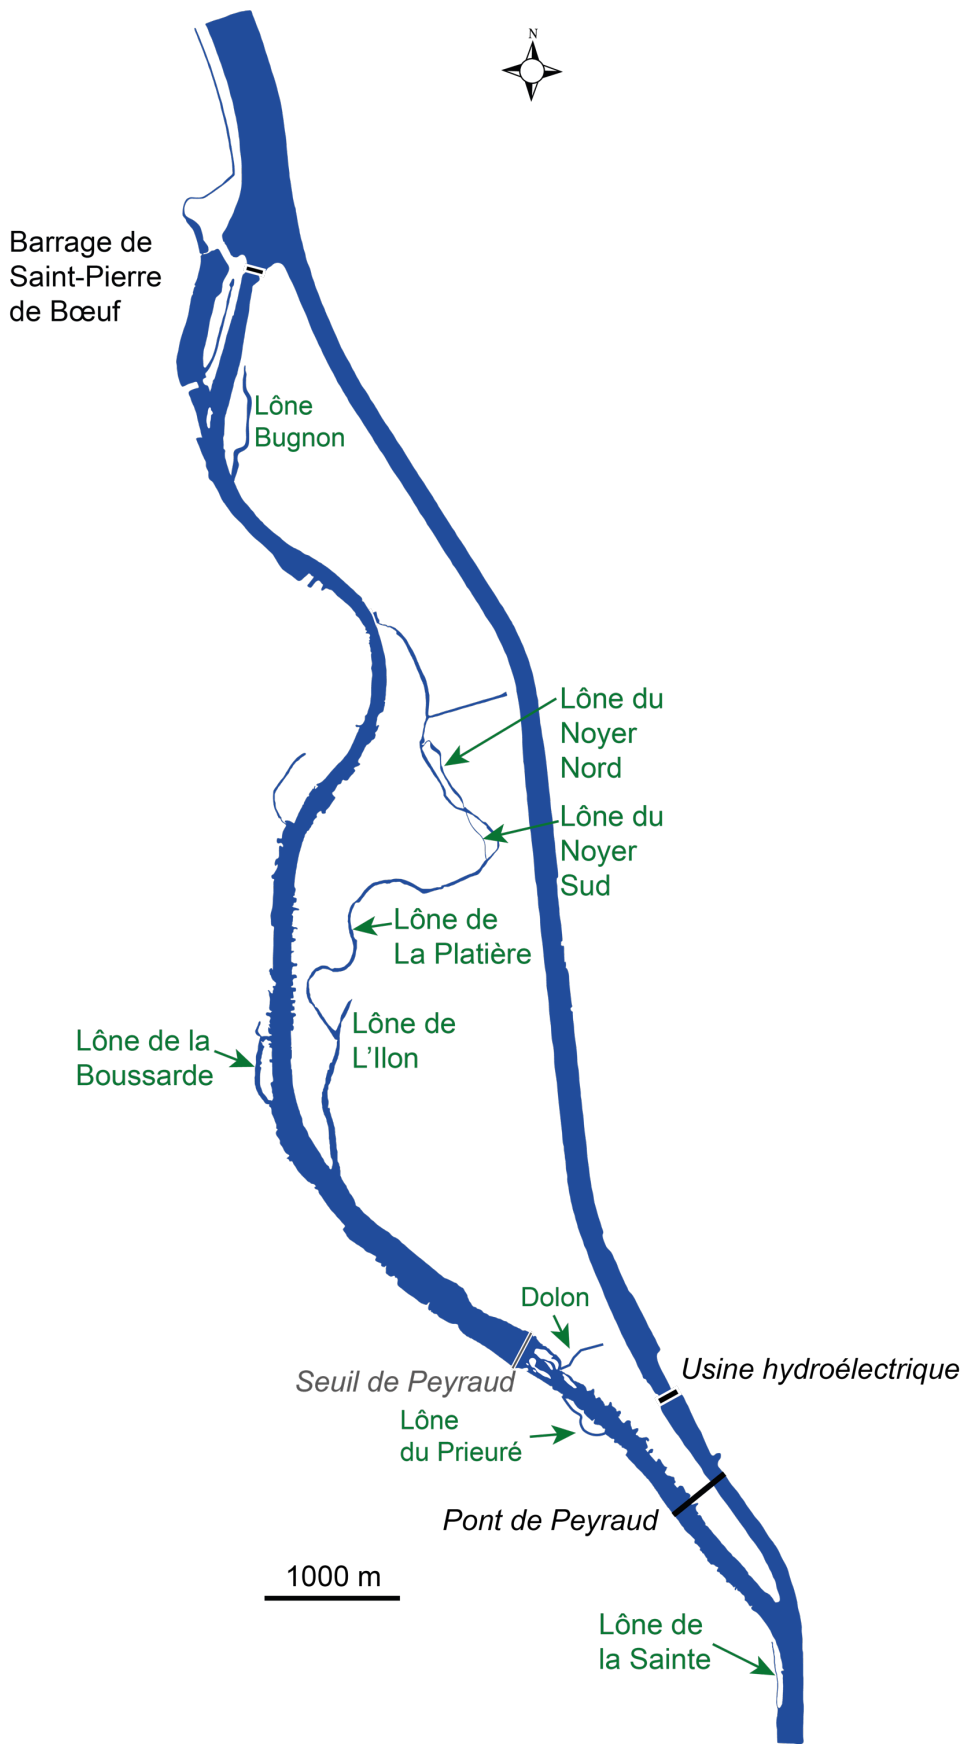 N
Barrage de
Saint-Pierre
de Bœuf
Lône
Bugnon
Lône du
Noyer
Nord
Lône du
Noyer
Sud
Lône de
La Platière
Lône de
L'Ilon
Lône de la
Boussarde
Dolon
Usine hydroélectrique
Seuil de Peyraud
Lône
du Prieuré
Pont de Peyraud
1000 m
Lône de
la Sainte